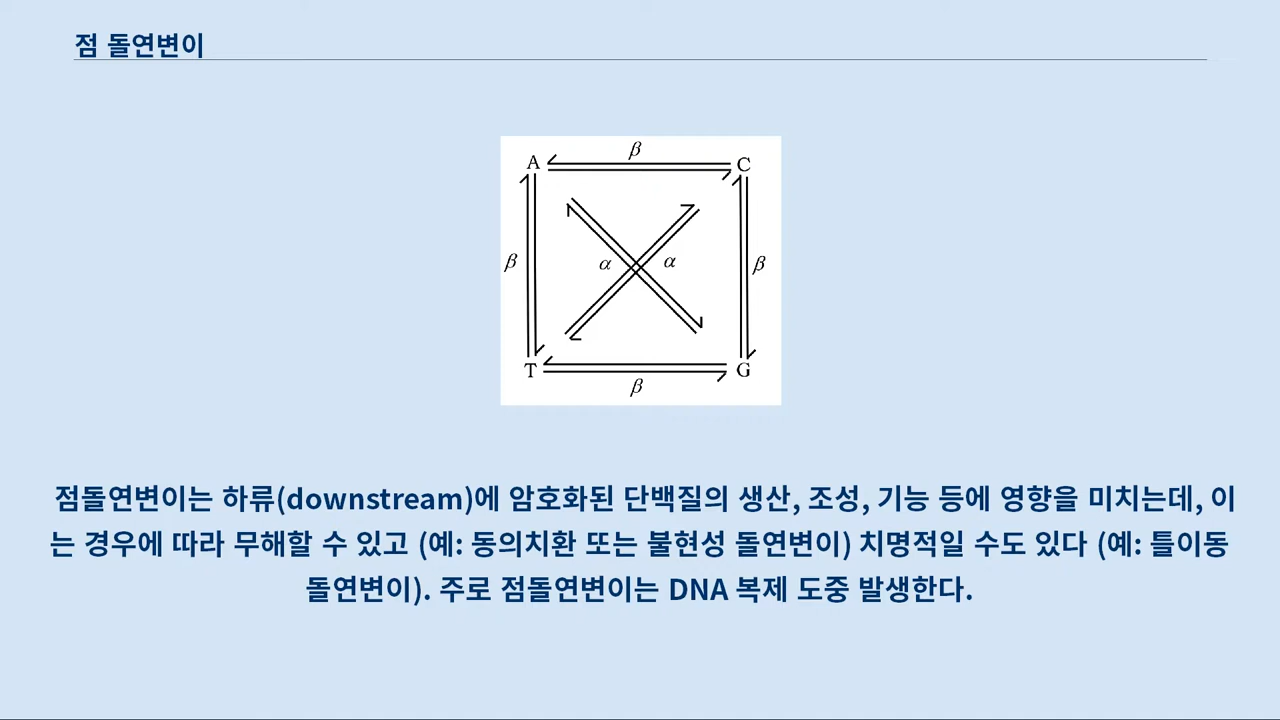 점 돌연변이
β
A
C
β
α
α
β
T
G
β
점돌연변이는 하류(downstream)에 암호화된 단백질의 생산, 조성, 기능 등에 영향을 미치는데, 이
는 경우에 따라 무해할 수 있고 (예: 동의치환 또는 불현성 돌연변이) 치명적일 수도 있다 (예: 틀이동
돌연변이). 주로 점돌연변이는 DNA 복제 도중 발생한다.